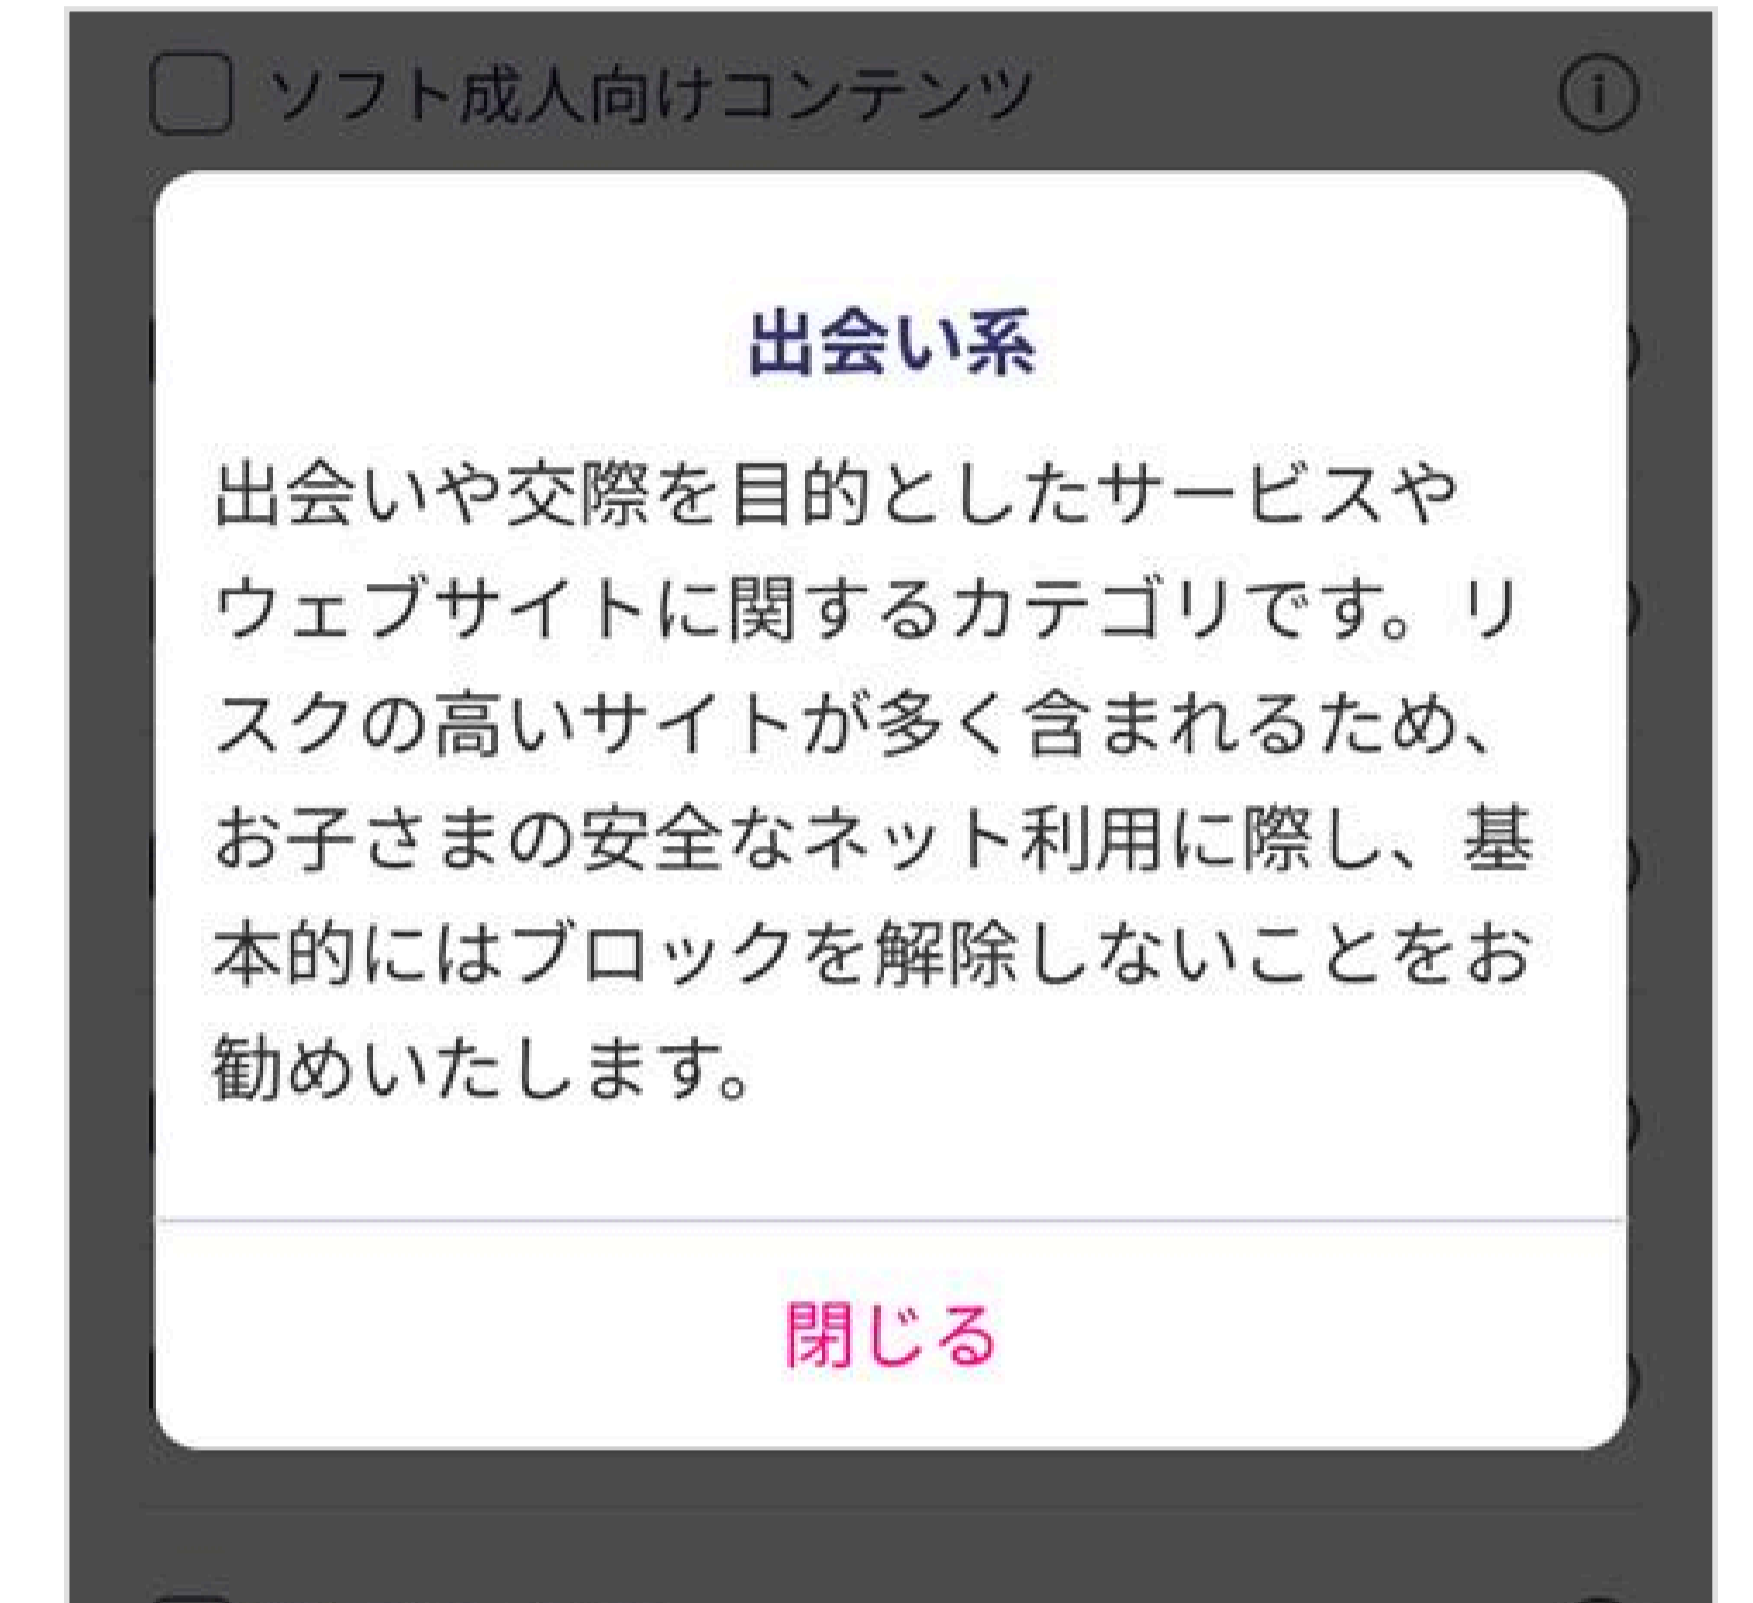 ソフト成人向けコンテンツ
出会い系
出会いや交際を目的としたサービスや
ウェブサイトに関するカテゴリです。リ
スクの高いサイトが多く含まれるため、
お子さまの安全なネット利用に際し、基
本的にはブロックを解除しないことをお
勧めいたします。
閉じる